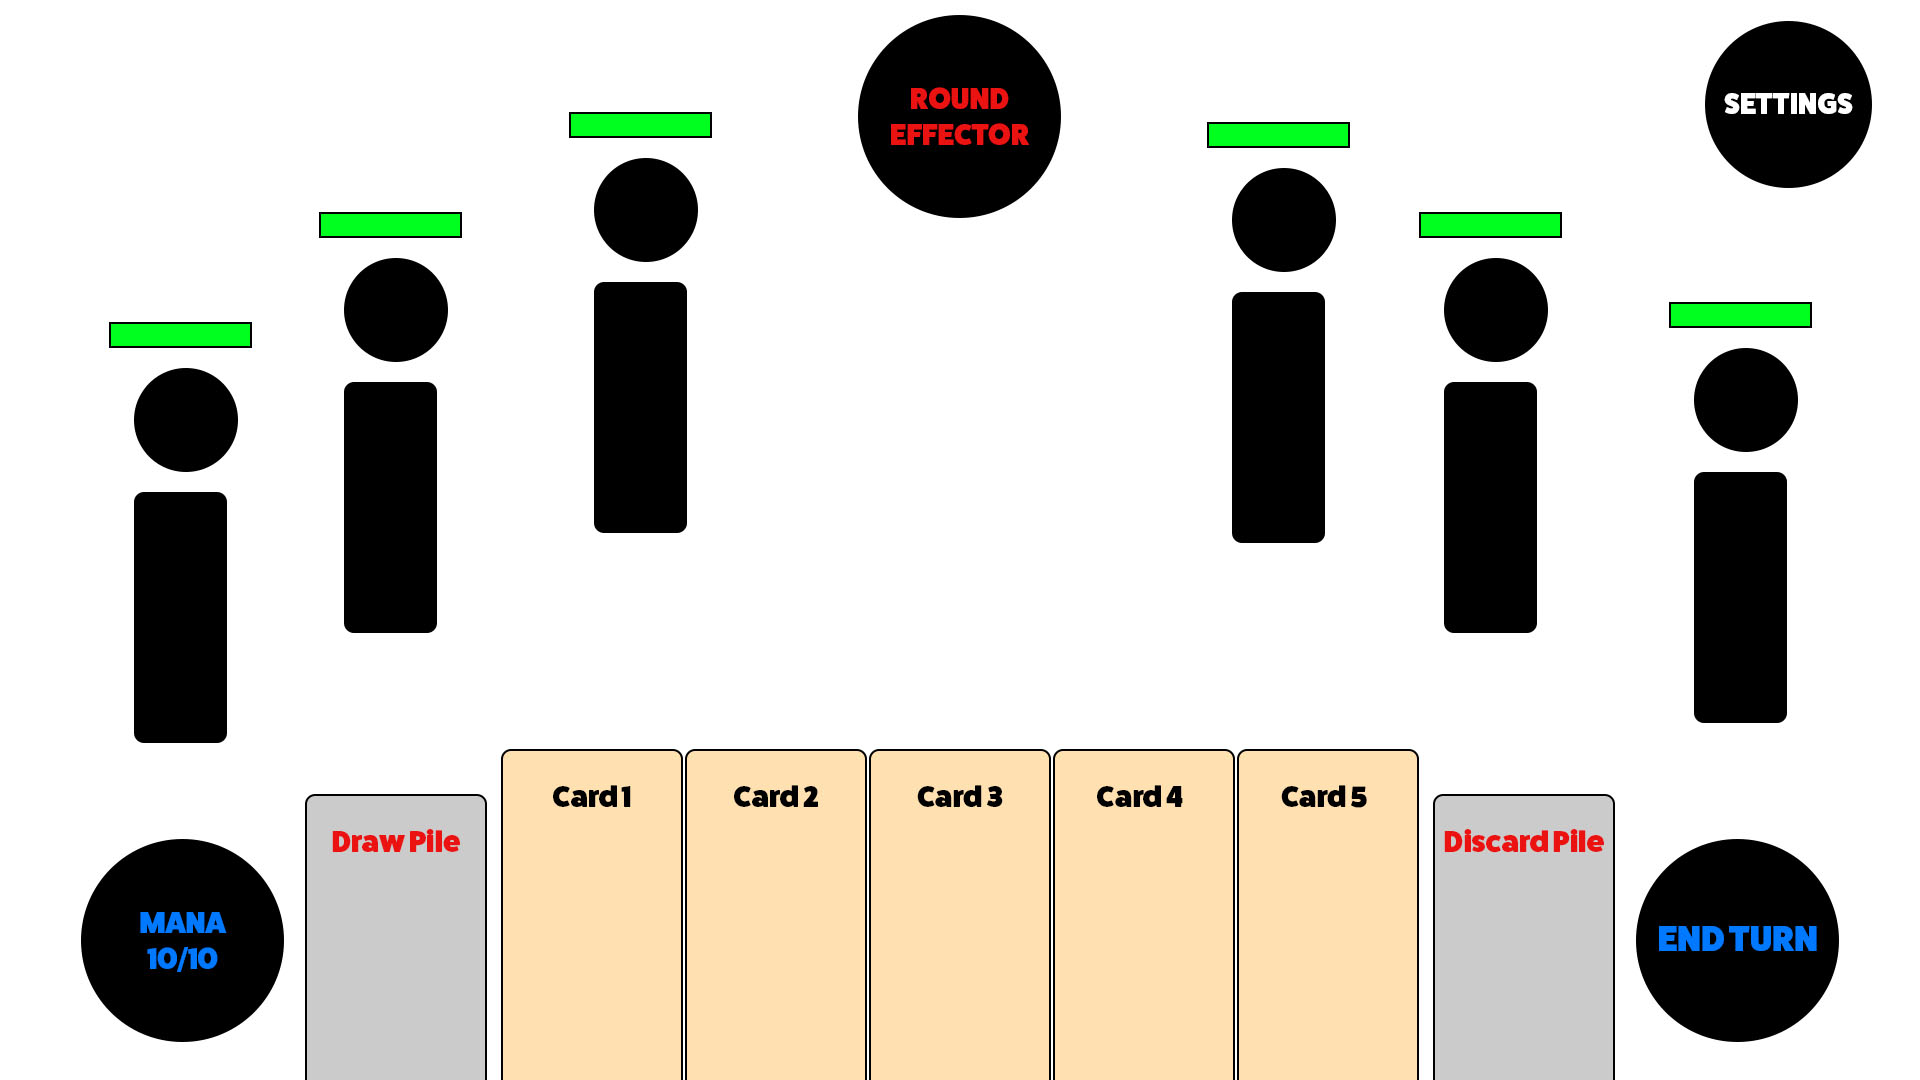 ROUND
EFFECTOR
SETTINGS
Card 1
Card 2
Card 3
Card 4
Card 5
Draw Pile
Discard Pile
MANA
10/10
END TURN